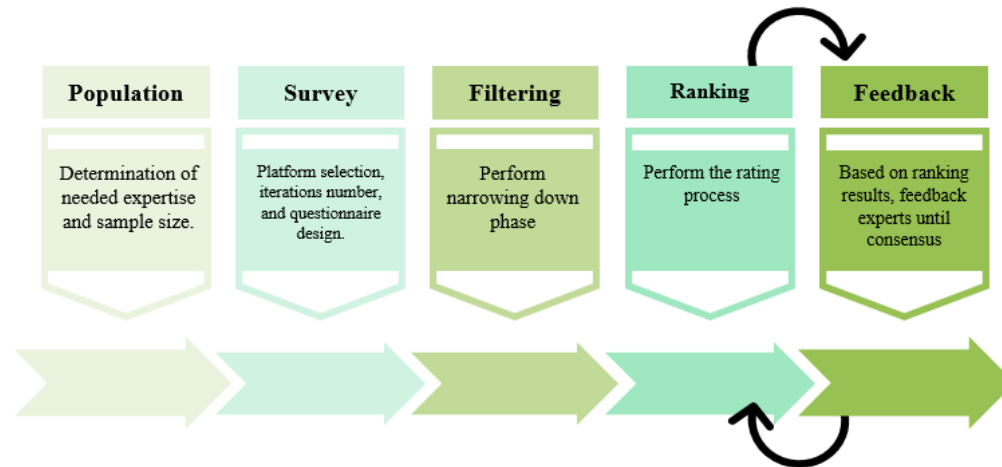 Population
Survey
Filtering
Ranking
Feedback
Determination of
needed expertise
and sample size.
Platform selection,
iterations number,
and questionnaire
design.
Perform
narrowing down
phase
Perform the rating
process
Based on ranking
results, feedback
experts until
consensus